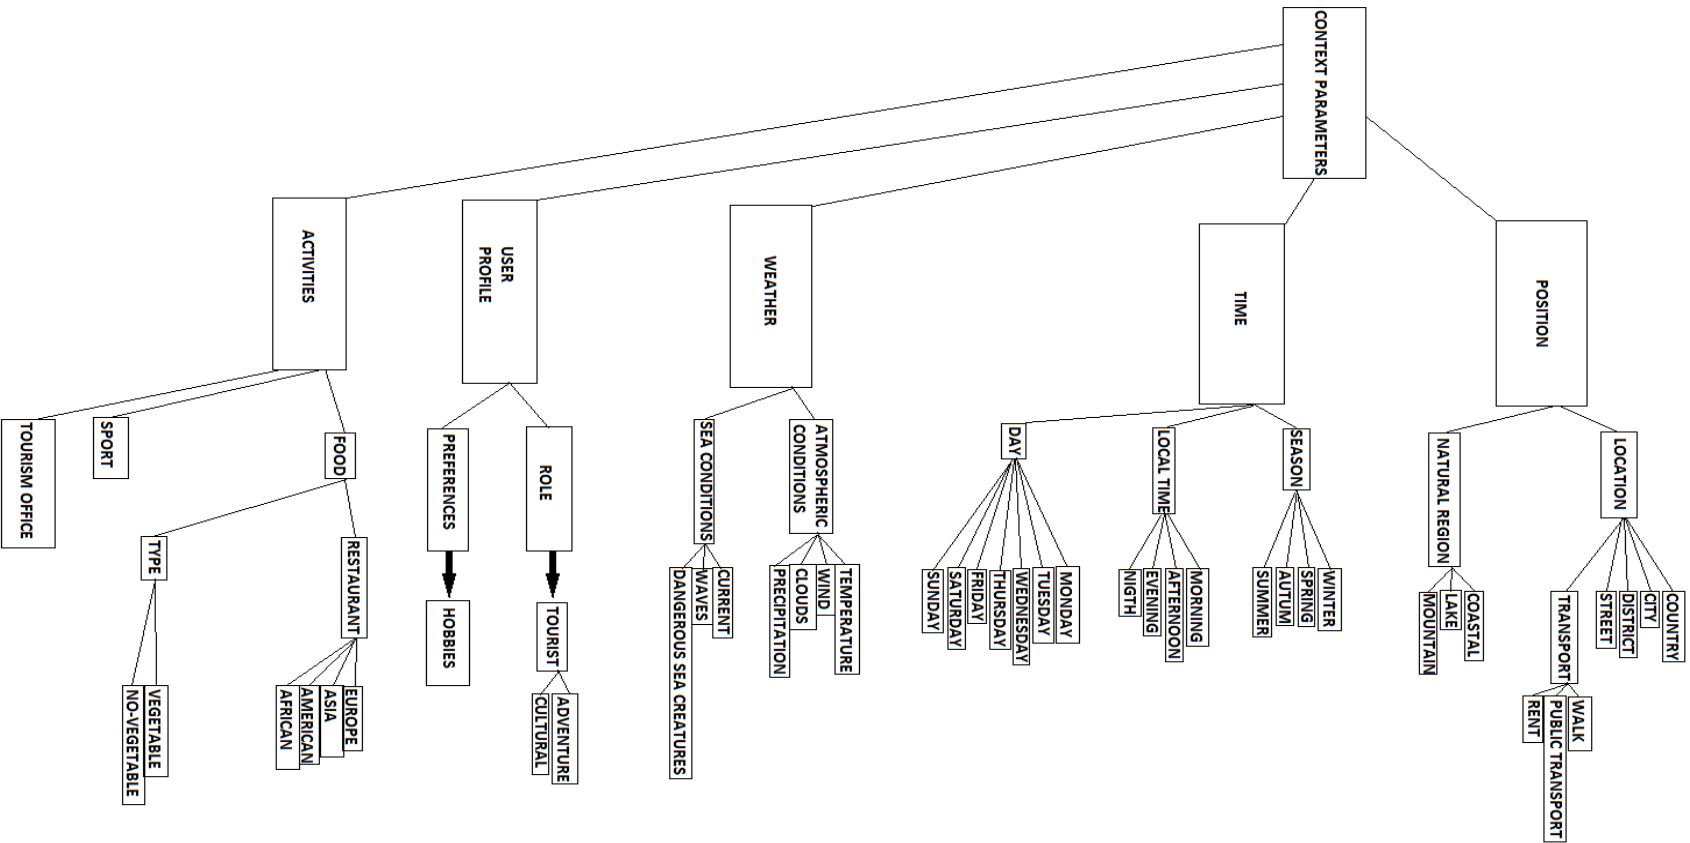 CONTEXT PARAMETERS
POSITION
TIME
WEATHER
USER
PROFILE
ACTIVITIES
LOCATION
NATURAL REGION
SEASON
LOCAL TIME
DAY
ATMOSPHERIC
CONDITIONS
SEA CONDITIONS
ROLE
PREFERENCES
FOOD
SPORT
TOURISM OFFICE
COUNTRY
CITY
DISTRICT
STREET
TRANSPORT
COASTAL
LAKE
MOUNTAIN
WINTER
SPRING
AUTUM
SUMMER
MORNING
AFTERNOON
EVENING
NIGTH
MONDAY
TUESDAY
WEDNESDAY
THURSDAY
FRIDAY
SATURDAY
SUNDAY
TEMPERATURE
WIND
CLOUDS
PRECIPITATION
CURRENT
WAVES
DANGEROUS SEA CREATURES
TOURIST
HOBBIES
RESTAURANT
TYPE
WALK
PUBLIC TRANSPORT
RENT
ADVENTURE
CULTURAL
EUROPE
ASIA
AMERICAN
AFRICAN
VEGETABLE
NO-VEGETABLE